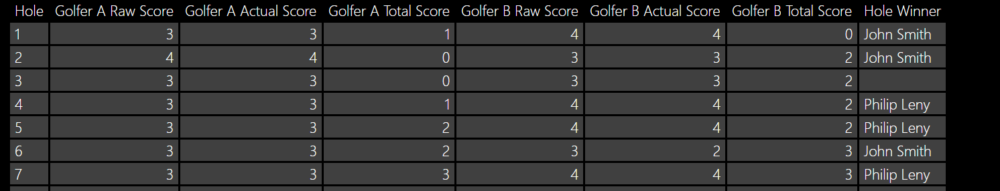 Hole Golfer A Raw Score Golfer A Actual Score Golfer A Total Score Golfer B Raw Score Golfer B Actual Score Golfer B Total Score Hole Winner
1 3 3 1 4 4 0 John Smith
2 4 4 0 3 3 2 John Smith
3 3 3 0 3 3 2
4 3 3 1 4 4 2 Philip Leny
5 3 3 2 4 4 2 Philip Leny
6 3 3 2 3 2 3 John Smith
7 3 3 3 4 4 3 Philip Leny